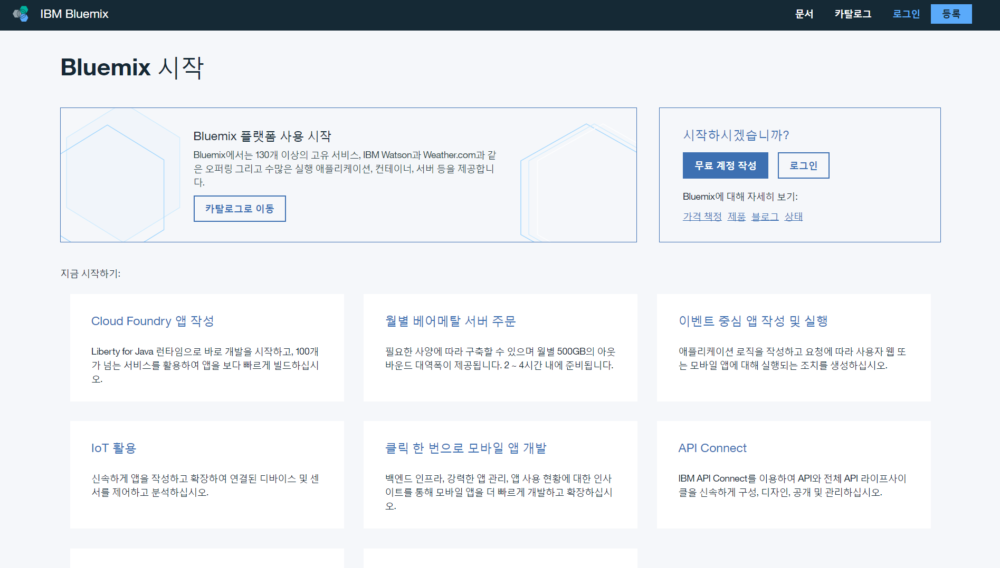 IBM Bluemix
문서 카탈로그 로그인 등록
Bluemix 시작
Bluemix 플랫폼 사용 시작
Bluemix에서는 130개 이상의 고유 서비스, IBM Watson과 Weather.com과 같
은 오퍼링 그리고 수많은 실행 애플리케이션, 컨테이너, 서버 등을 제공합니
다.
카탈로그로 이동
시작하시겠습니까?
무료 계정 작성 로그인
Bluemix에 대해 자세히 보기:
가격 책정 제품 블로그 상태
지금 시작하기:
Cloud Foundry 앱 작성
Liberty for Java 런타임으로 바로 개발을 시작하고, 100개
가 넘는 서비스를 활용하여 앱을 보다 빠르게 빌드하십시
오.
월별 베어메탈 서버 주문
필요한 사양에 따라 구축할 수 있으며 월별 500GB의 아웃
바운드 대역폭이 제공됩니다. 2 ~ 4시간 내에 준비됩니다.
이벤트 중심 앱 작성 및 실행
애플리케이션 로직을 작성하고 요청에 따라 사용자 웹 또
는 모바일 앱에 대해 실행되는 조치를 생성하십시오.
IoT 활용
신속하게 앱을 작성하고 확장하여 연결된 디바이스 및 센
서를 제어하고 분석하십시오.
클릭 한 번으로 모바일 앱 개발
백엔드 인프라, 강력한 앱 관리, 앱 사용 현황에 대한 인사
이트를 통해 모바일 앱을 더 빠르게 개발하고 확장하십시
오.
API Connect
IBM API Connect를 이용하여 API와 전체 API 라이프사이
클을 신속하게 구성, 디자인, 공개 및 관리하십시오.